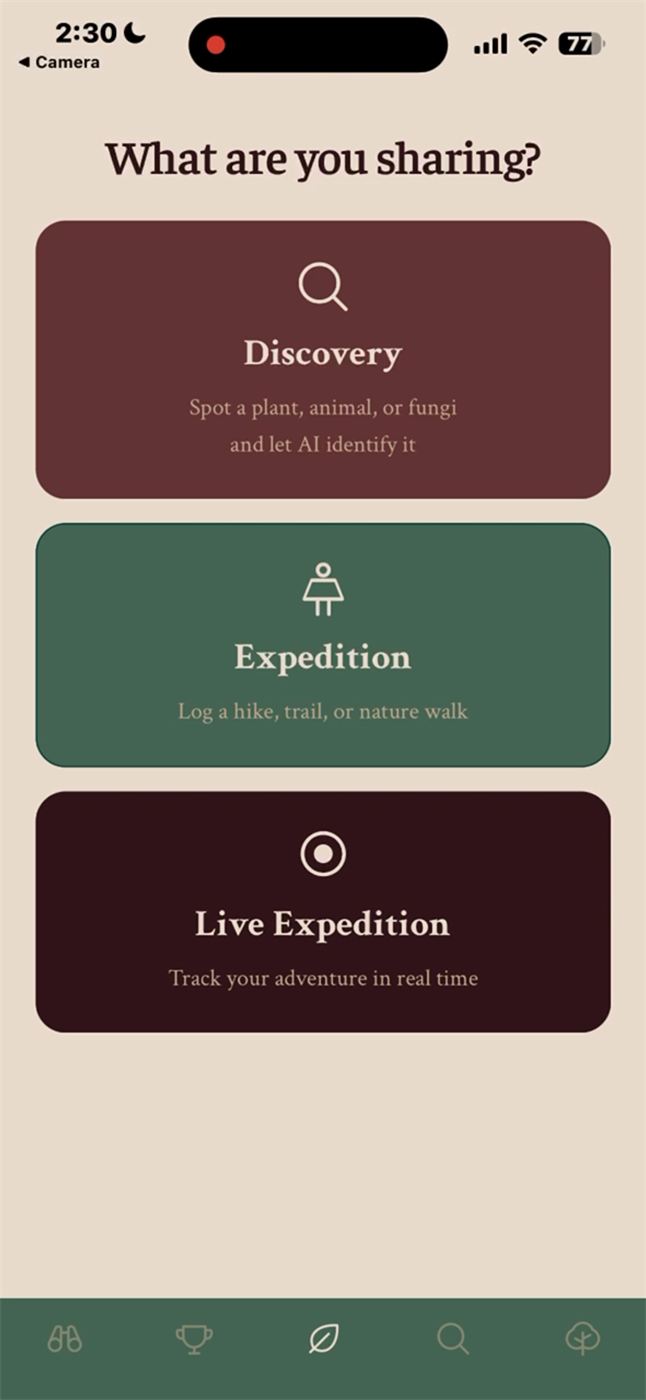 2:30
77
◀ Camera
What are you sharing?
Discovery
Spot a plant, animal, or fungi
and let AI identify it
Expedition
Log a hike, trail, or nature walk
Live Expedition
Track your adventure in real time